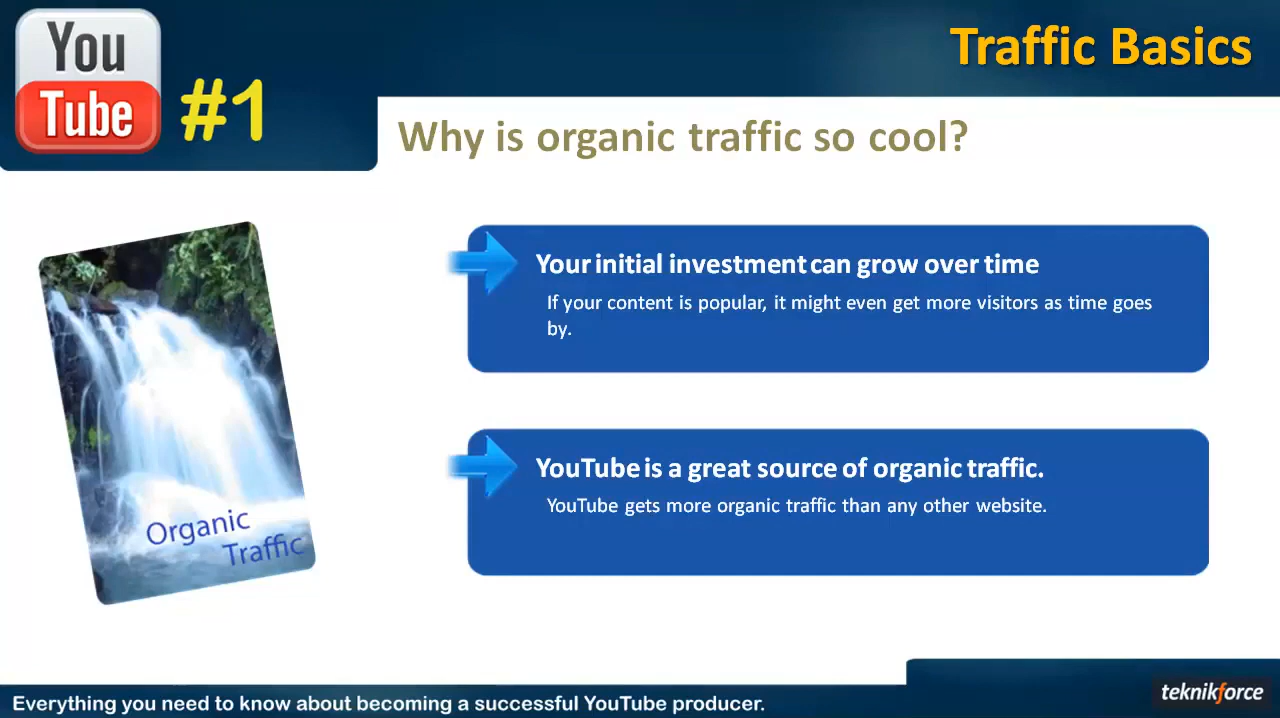 You
Tube
#1
Traffic Basics
Why is organic traffic so cool?
Your initial investment can grow over time
If your content is popular, it might even get more visitors as time goes
by.
YouTube is a great source of organic traffic.
YouTube gets more organic traffic than any other website.
Organic
Traffic
Everything you need to know about becoming a successful YouTube producer.
teknikforce